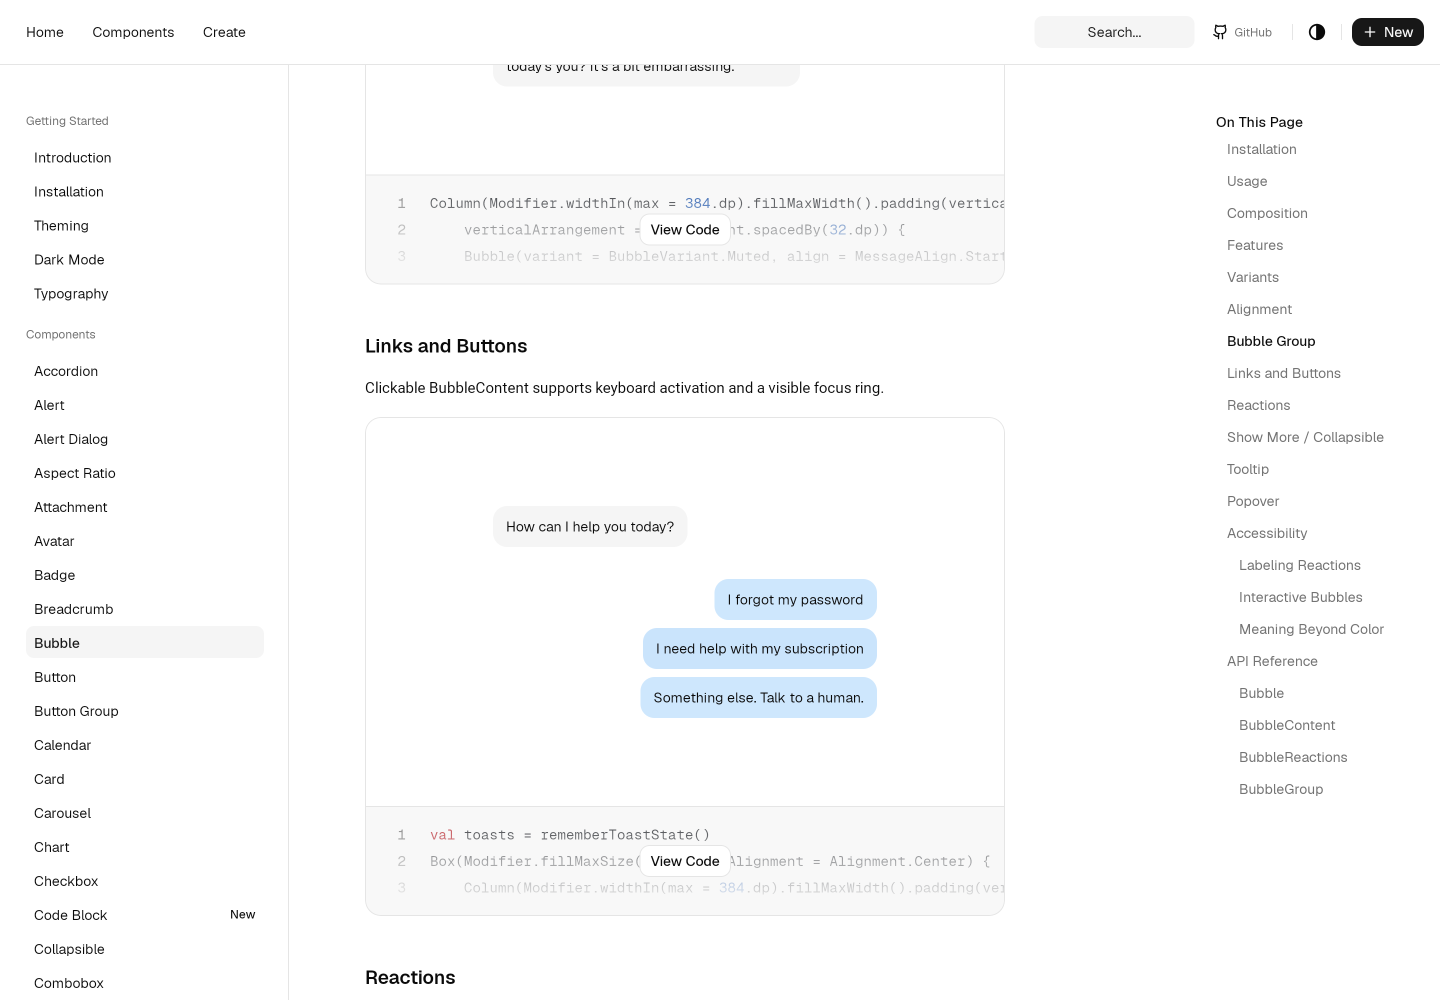 Home
Components
Create
Search...
GitHub
New
Getting Started
Introduction
Installation
Theming
Dark Mode
Typography
Components
Accordion
Alert
Alert Dialog
Aspect Ratio
Attachment
Avatar
Badge
Breadcrumb
Bubble
Button
Button Group
Calendar
Card
Carousel
Chart
Checkbox
Code Block New
Collapsible
Combobox
today's you? It's a bit embarrassing.
1 Column(Modifier.widthIn(max = 384.dp).fillMaxWidth().padding(vertica
2 verticalArrangement = nt.spacedBy(32.dp)) {
View Code
3 Bubble(variant = BubbleVariant.Muted, align = MessageAlign.Start
Links and Buttons
Clickable BubbleContent supports keyboard activation and a visible focus ring.
How can I help you today?
I forgot my password
I need help with my subscription
Something else. Talk to a human.
1 val toasts = rememberToastState()
2 Box(Modifier.fillMaxSize( Alignment = Alignment.Center) {
View Code
3 Column(Modifier.widthIn(max = 384.dp).fillMaxWidth().padding(ver
Reactions
On This Page
Installation
Usage
Composition
Features
Variants
Alignment
Bubble Group
Links and Buttons
Reactions
Show More / Collapsible
Tooltip
Popover
Accessibility
Labeling Reactions
Interactive Bubbles
Meaning Beyond Color
API Reference
Bubble
BubbleContent
BubbleReactions
BubbleGroup